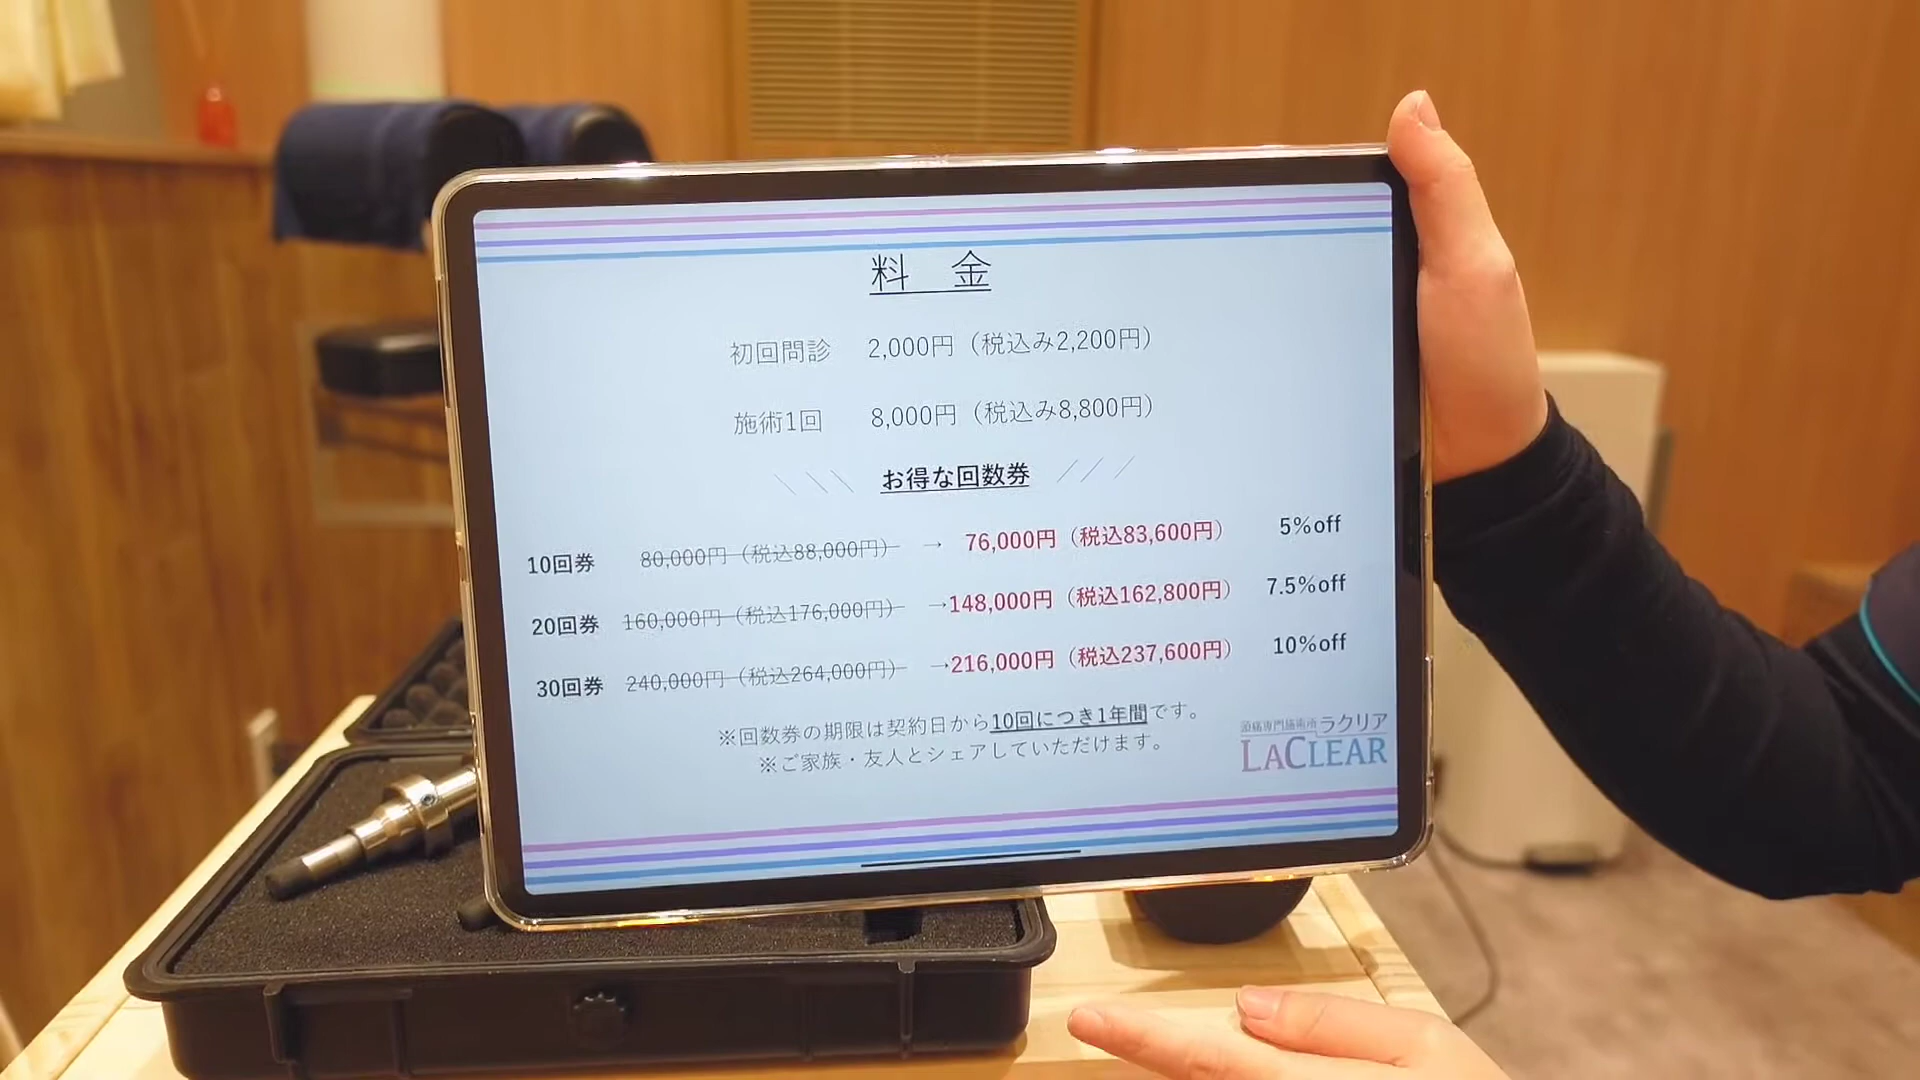 料　金
初回問診　2,000円（税込み2,200円）
施術1回　8,000円（税込み8,800円）
お得な回数券
10回券　80,000円（税込88,000円）　→　76,000円（税込83,600円）　5%off
20回券　160,000円（税込176,000円）　→148,000円（税込162,800円）　7.5%off
30回券　240,000円（税込264,000円）　→216,000円（税込237,600円）　10%off
※回数券の期限は契約日から10回につき1年間です。
※ご家族・友人とシェアしていただけます。
頭痛専門施術所 ラクリア
LACLEAR